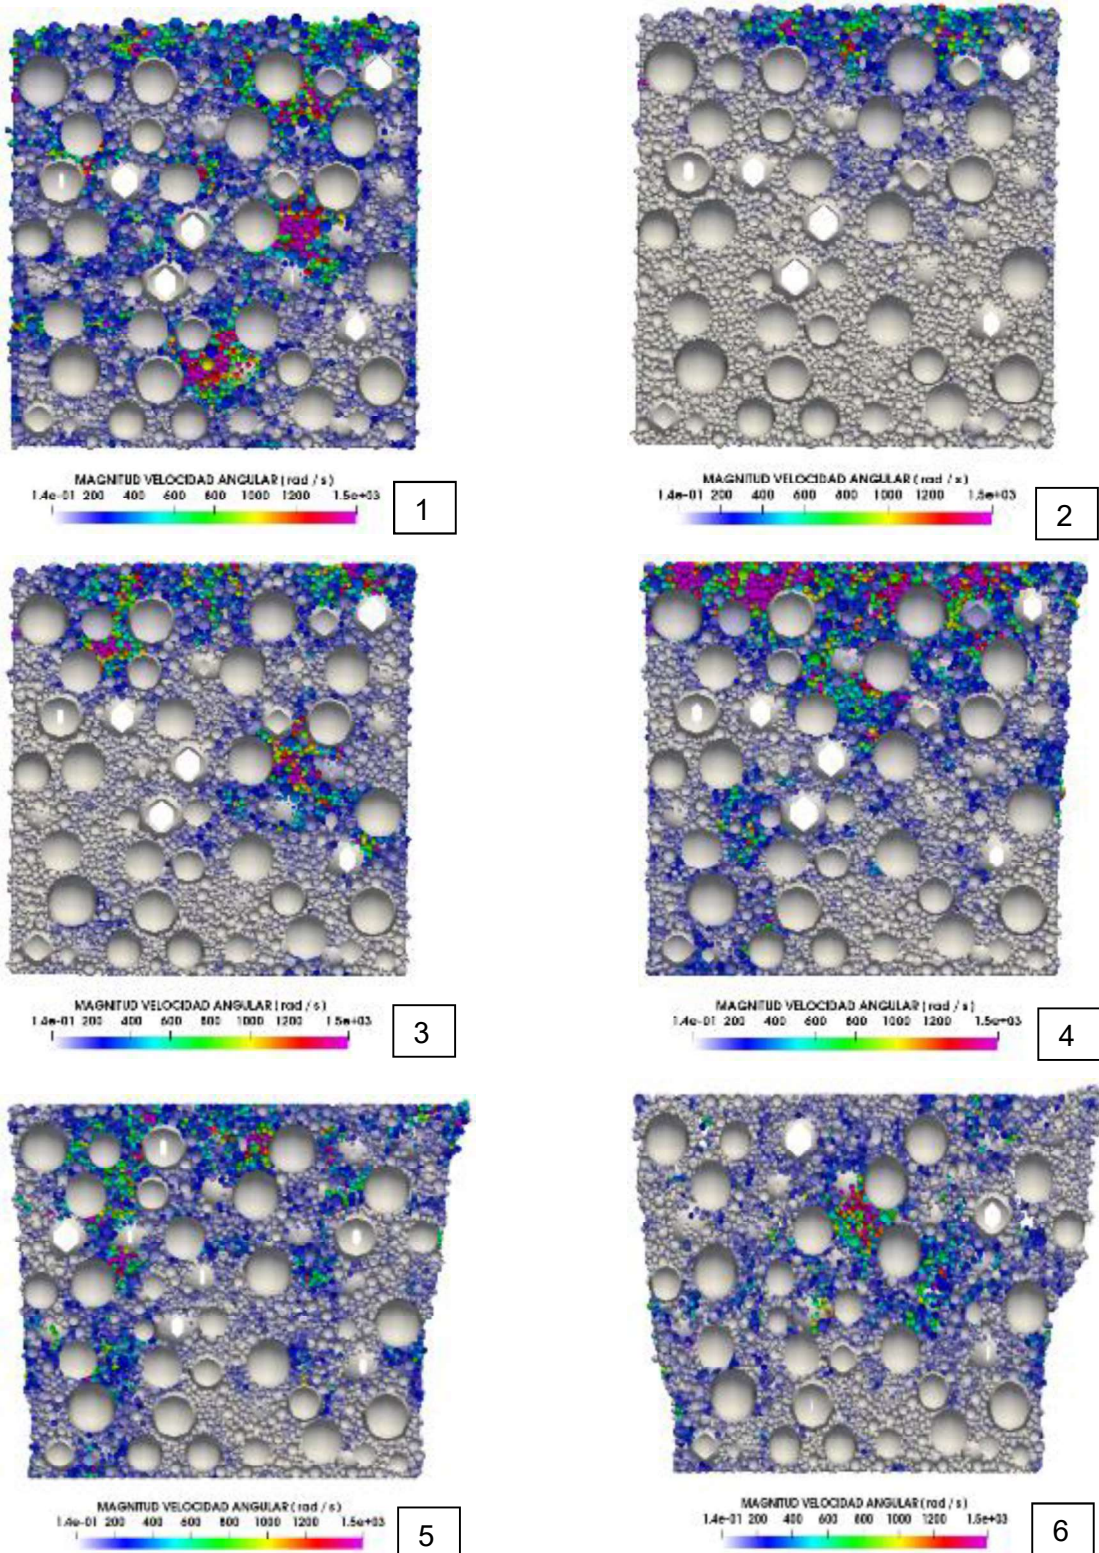 MAGNITUD VELOCIDAD ANGULAR ( rad / s )
1.4e-01 200 400 600 800 1000 1200 1.5e+03
1
MAGNITUD VELOCIDAD ANGULAR ( rad / s )
1.4e-01 200 400 600 800 1000 1200 1.5e+03
2
MAGNITUD VELOCIDAD ANGULAR ( rad / s )
1.4e-01 200 400 600 800 1000 1200 1.5e+03
3
MAGNITUD VELOCIDAD ANGULAR ( rad / s )
1.4e-01 200 400 600 800 1000 1200 1.5e+03
4
MAGNITUD VELOCIDAD ANGULAR ( rad / s )
1.4e-01 200 400 600 800 1000 1.5e+03
5
MAGNITUD VELOCIDAD ANGULAR ( rad / s )
1.4e-01 200 400 600 800 1000 1200 1.5e+03
6